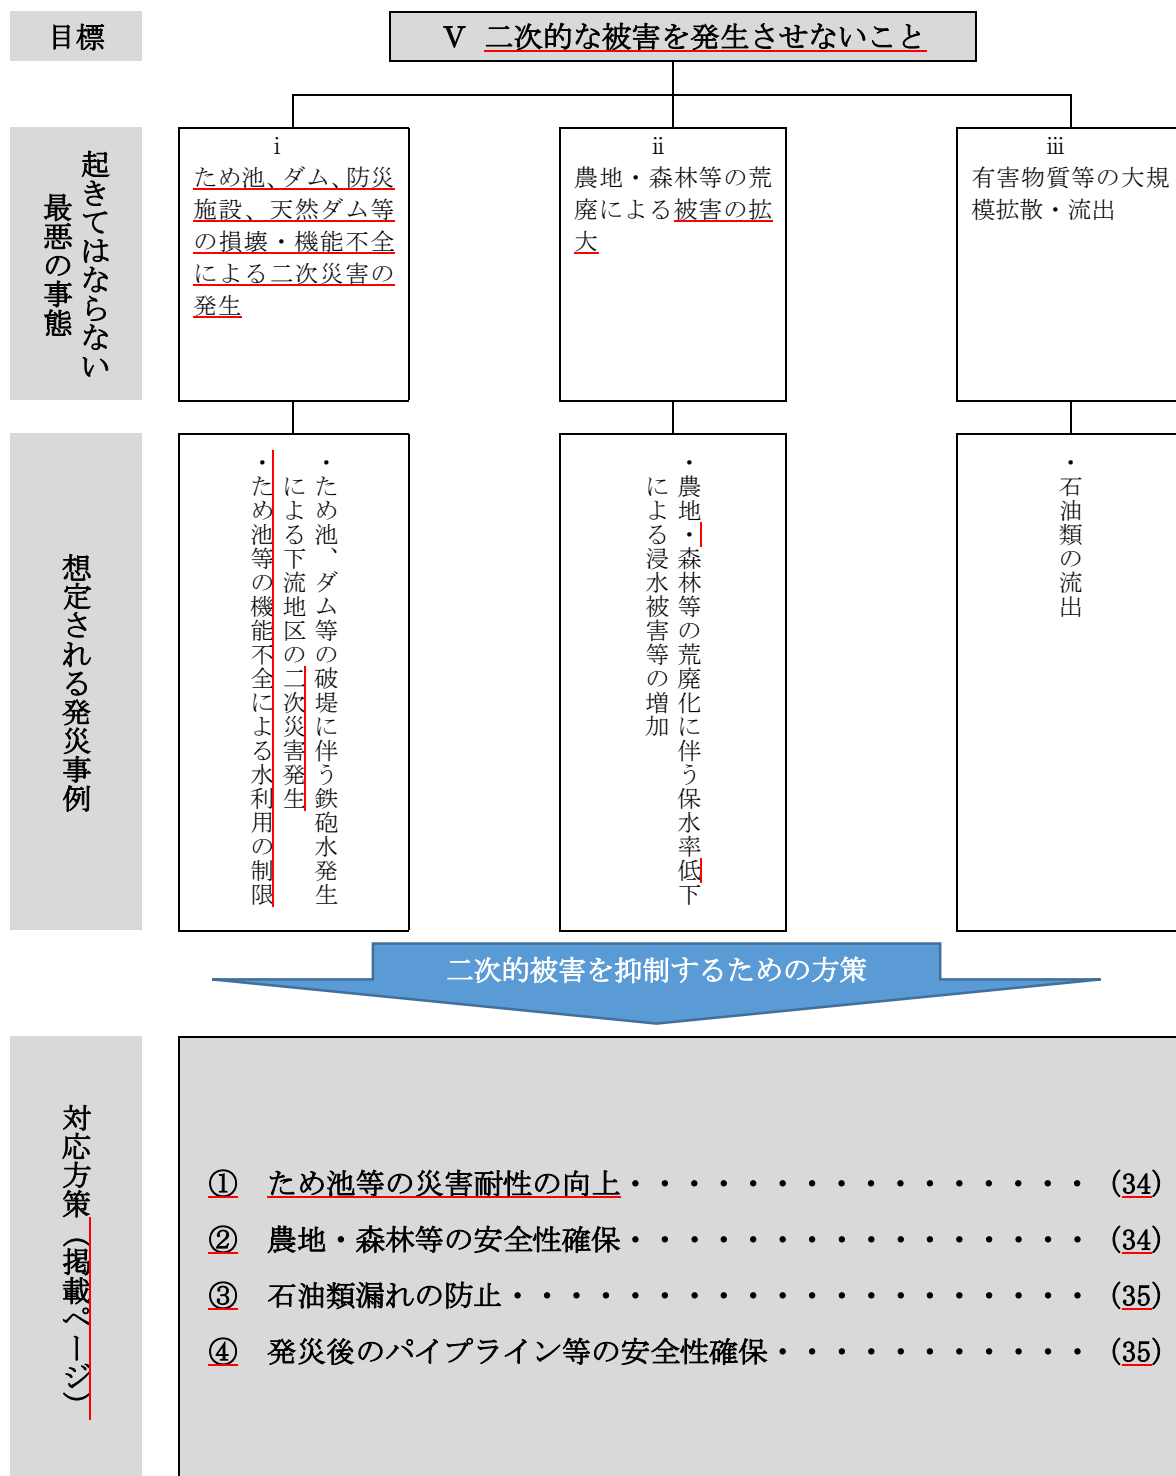 目標
Ⅴ 二次的な被害を発生させないこと
起きてはならない
最悪の事態
ⅰ
ため池、ダム、防災
施設、天然ダム等
の損壊・機能不全
による二次災害の
発生
ⅱ
農地・森林等の荒
廃による被害の拡
大
ⅲ
有害物質等の大規
模拡散・流出
想定される発災事例
・ため池、ダム等の破堤に伴う鉄砲水発生
による下流地区の二次災害発生
・ため池等の機能不全による水利用の制限
・農地・森林等の荒廃化に伴う保水率低下
による浸水被害等の増加
・石油類の流出
二次的被害を抑制するための方策
対応方策（掲載ページ）
① ため池等の災害耐性の向上・・・・・・・・・・・・・・・・ (34)
② 農地・森林等の安全性確保・・・・・・・・・・・・・・・・ (34)
③ 石油類漏れの防止・・・・・・・・・・・・・・・・・・・・ (35)
④ 発災後のパイプライン等の安全性確保・・・・・・・・・・・ (35)